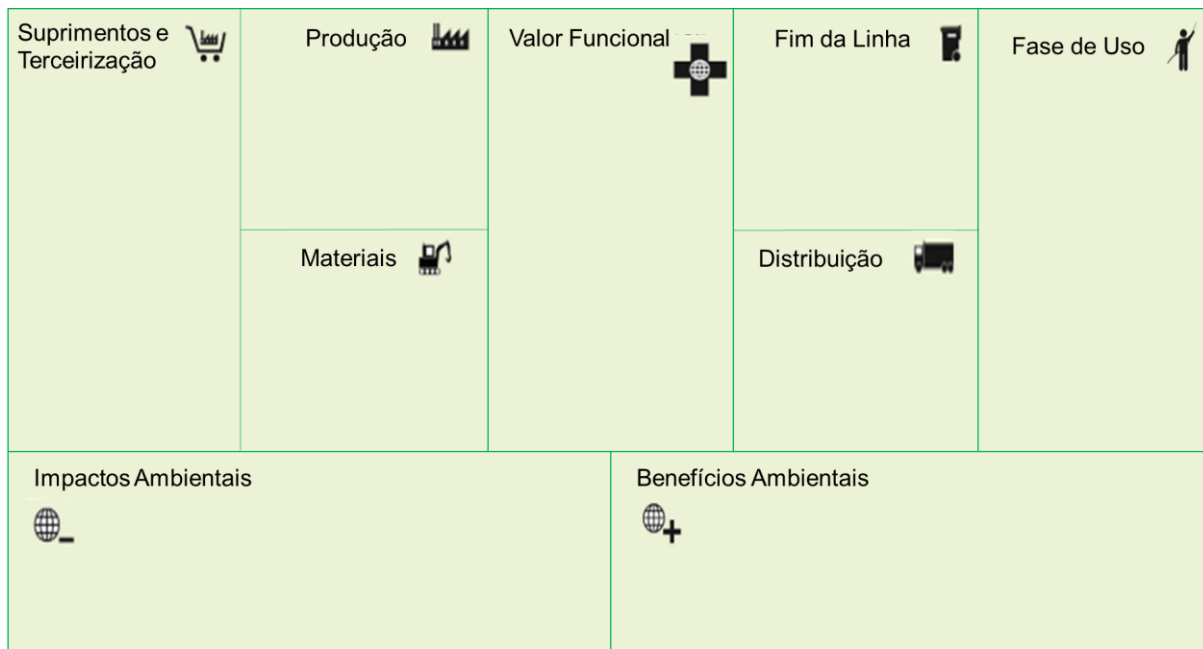 Suprimentos e
Terceirização
Produção
Materiais
Valor Funcional
Fim da Linha
Distribuição
Fase de Uso
Impactos Ambientais
Benefícios Ambientais